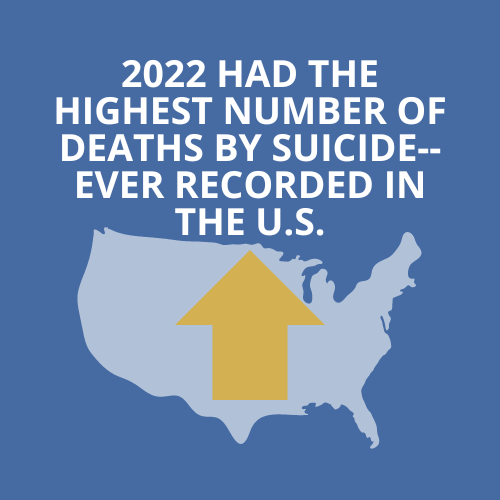 2022 HAD THE
HIGHEST NUMBER OF
DEATHS BY SUICIDE--
EVER RECORDED IN
THE U.S.